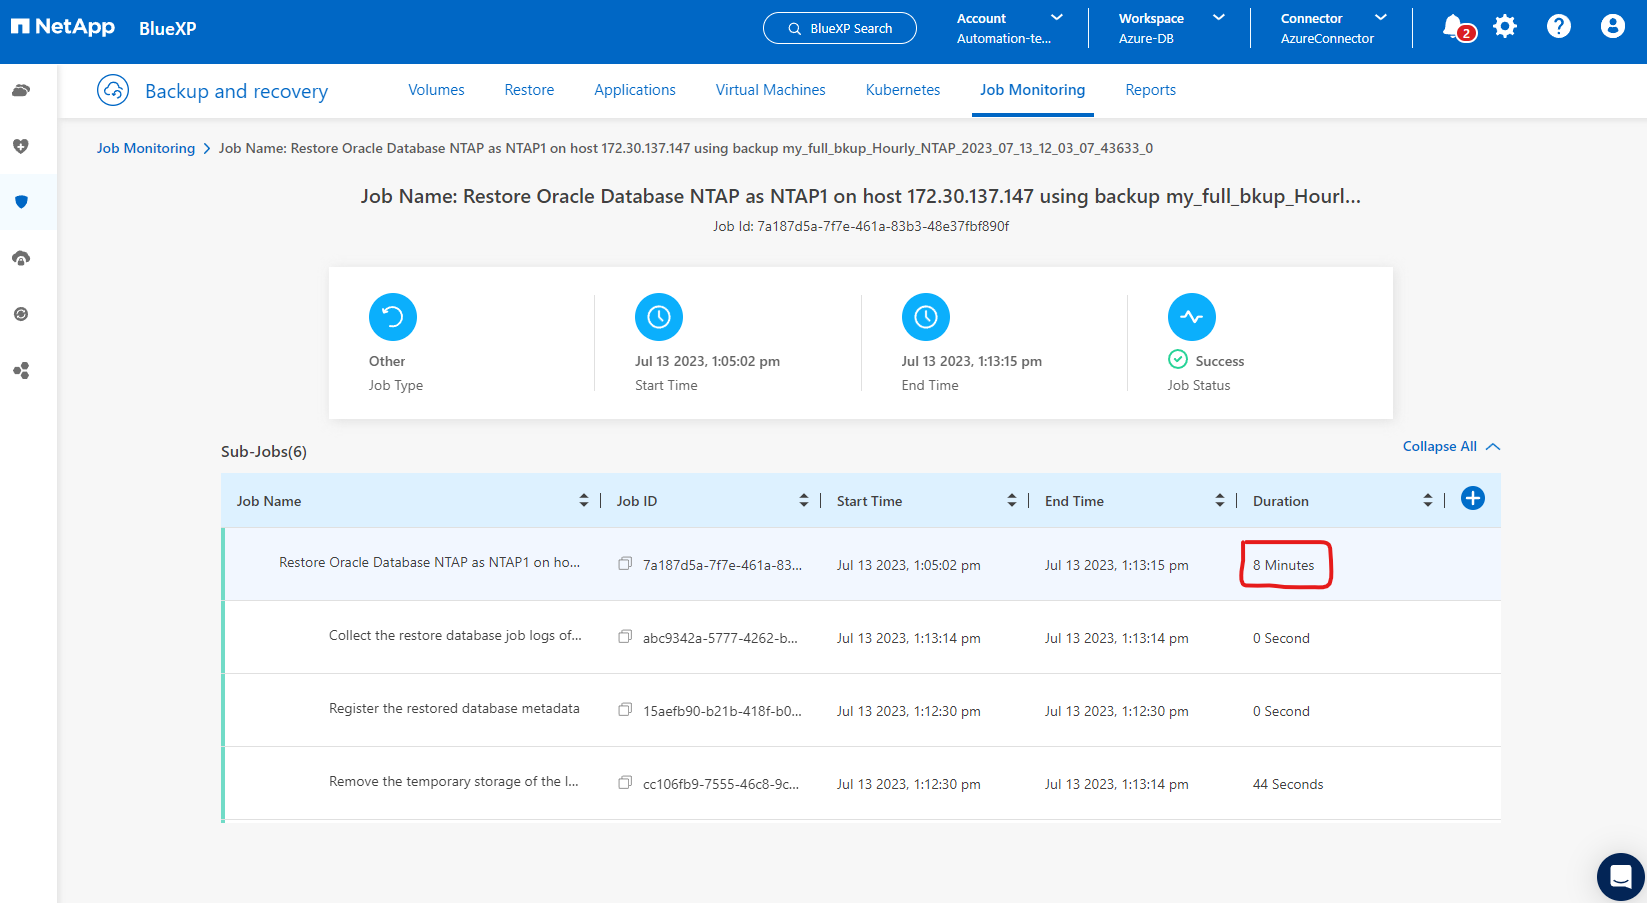 NetApp BlueXP
BlueXP Search
Account
Automation-te...
Workspace
Azure-DB
Connector
AzureConnector
2
Backup and recovery
Volumes Restore Applications Virtual Machines Kubernetes Job Monitoring Reports
Job Monitoring > Job Name: Restore Oracle Database NTAP as NTAP1 on host 172.30.137.147 using backup my_full_bkup_Hourly_NTAP_2023_07_13_12_03_07_43633_0
Job Name: Restore Oracle Database NTAP as NTAP1 on host 172.30.137.147 using backup my_full_bkup_Hourl...
Job Id: 7a187d5a-7f7e-461a-83b3-48e37fbf890f
Other
Job Type
Jul 13 2023, 1:05:02 pm
Start Time
Jul 13 2023, 1:13:15 pm
End Time
Success
Job Status
Sub-Jobs(6)
Collapse All
Job Name Job ID Start Time End Time Duration
Restore Oracle Database NTAP as NTAP1 on ho... 7a187d5a-7f7e-461a-83... Jul 13 2023, 1:05:02 pm Jul 13 2023, 1:13:15 pm 8 Minutes
Collect the restore database job logs of... abc9342a-5777-4262-b... Jul 13 2023, 1:13:14 pm Jul 13 2023, 1:13:14 pm 0 Second
Register the restored database metadata 15aefb90-b21b-418f-b0... Jul 13 2023, 1:12:30 pm Jul 13 2023, 1:12:30 pm 0 Second
Remove the temporary storage of the l... cc106fb9-7555-46c8-9c... Jul 13 2023, 1:12:30 pm Jul 13 2023, 1:13:14 pm 44 Seconds